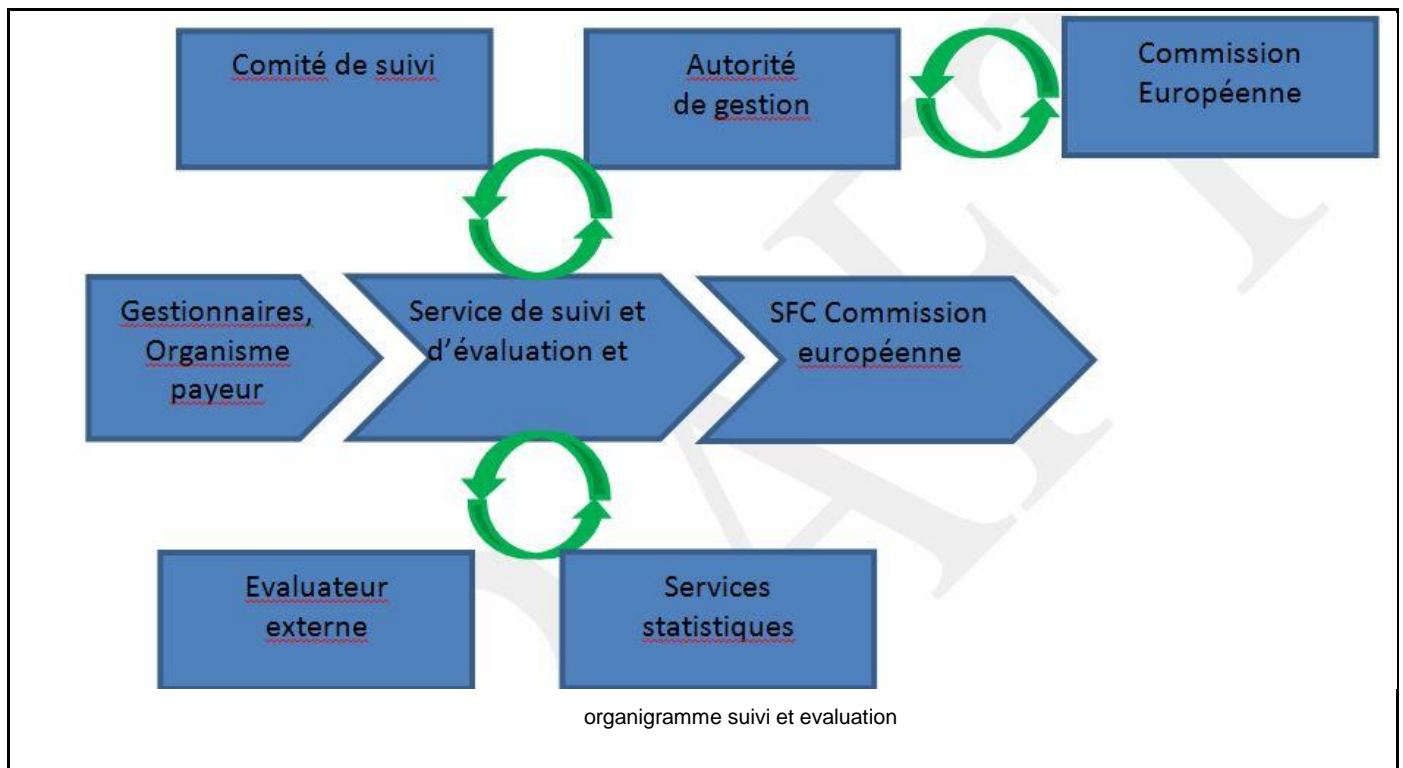 Comité de suivi
Autorité
de gestion
Commission
Européenne
Gestionnaires,
Organisme
payeur
Service de suivi et
d’évaluation et
SFC Commission
européenne
Evaluateur
externe
Services
statistiques
organigramme suivi et evaluation